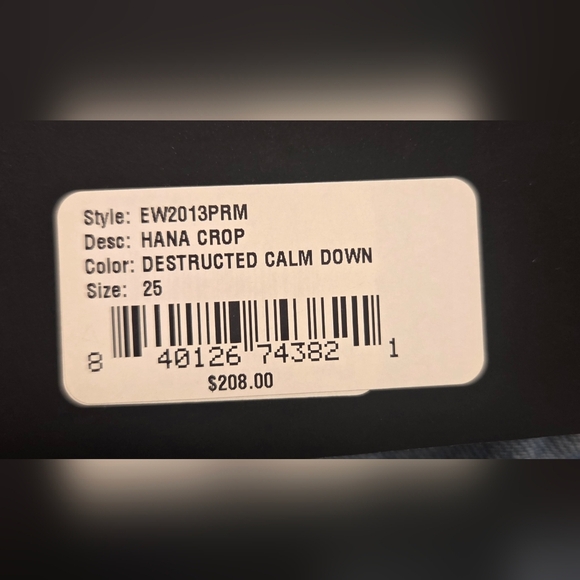 Style: EW2013PRM
Desc: HANA CROP
Color: DESTRUCTED CALM DOWN
Size: 25
8 40126 74382 1
$208.00